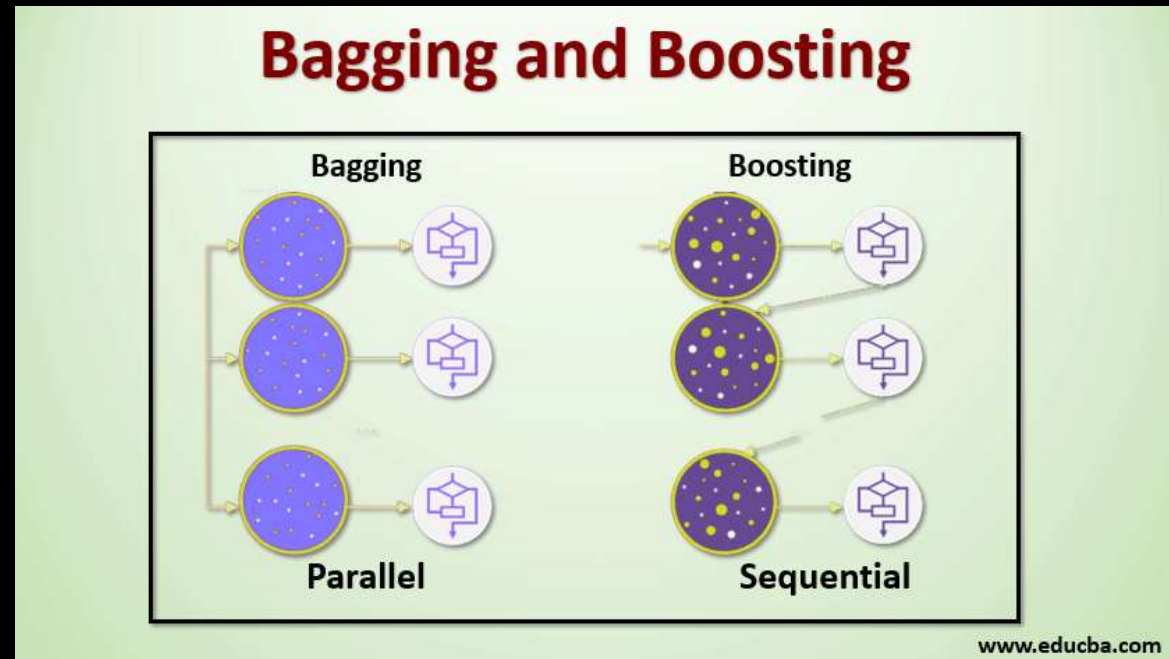 Bagging and Boosting
Bagging
Boosting
Parallel
Sequential
www.educba.com